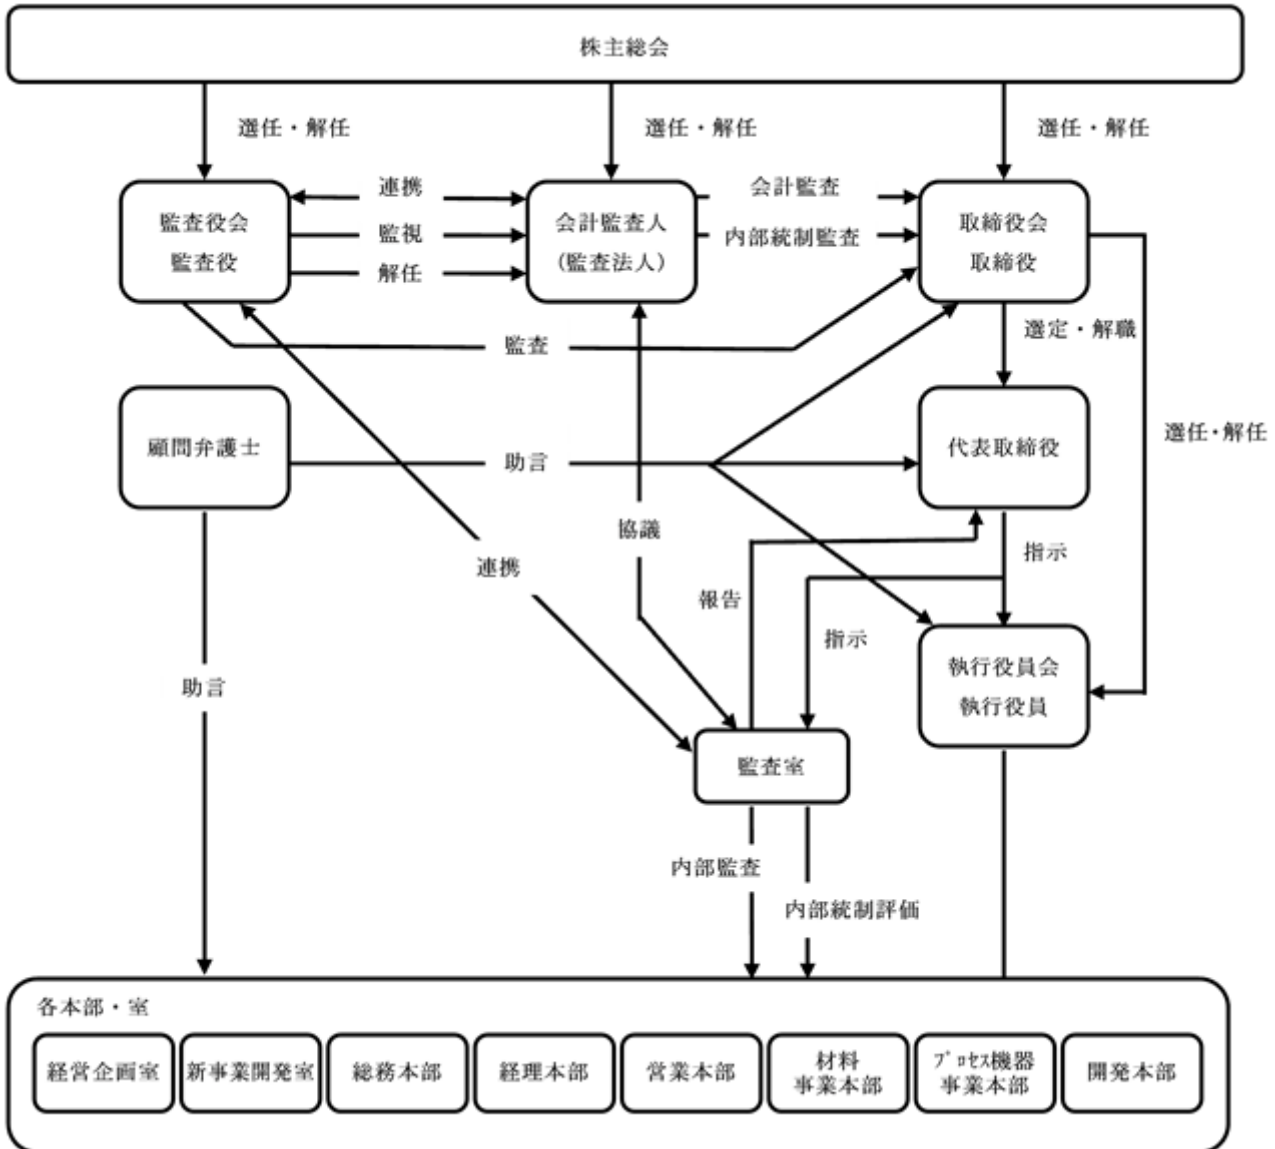 株主総会
選任・解任
選任・解任
選任・解任
監査役会
監査役
連携
監視
解任
会計監査人
(監査法人)
会計監査
内部統制監査
取締役会
取締役
監査
選定・解職
顧問弁護士
助言
代表取締役
選任・解任
協議
連携
指示
報告
指示
執行役員会
執行役員
助言
監査室
内部監査
内部統制評価
各本部・室
経営企画室
新事業開発室
総務本部
経理本部
営業本部
材料
事業本部
ﾌﾟﾛｾｽ機器
事業本部
開発本部